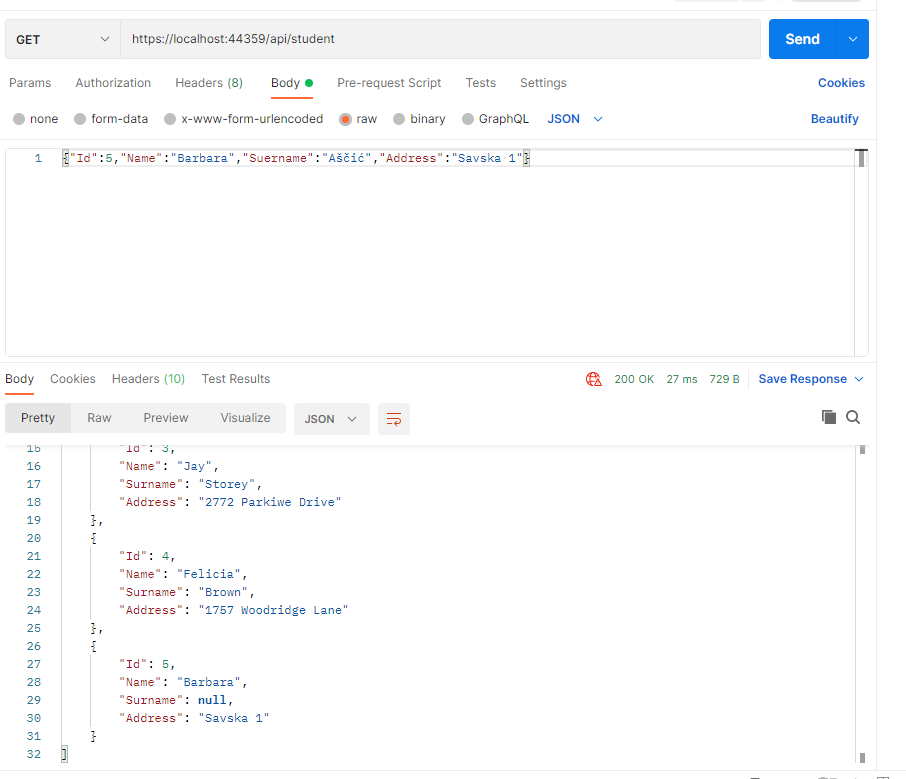 GET https://localhost:44359/api/student Send
Params Authorization Headers (8) Body Pre-request Script Tests Settings Cookies
none form-data x-www-form-urlencoded raw binary GraphQL JSON Beautify
1 {"Id":5,"Name":"Barbara","Suername":"Aščić","Address":"Savska 1"}
Body Cookies Headers (10) Test Results 200 OK 27 ms 729 B Save Response
Pretty Raw Preview Visualize JSON
15 "Id": 3,
16 "Name": "Jay",
17 "Surname": "Storey",
18 "Address": "2772 Parkiwe Drive"
19 },
20 {
21 "Id": 4,
22 "Name": "Felicia",
23 "Surname": "Brown",
24 "Address": "1757 Woodridge Lane"
25 },
26 {
27 "Id": 5,
28 "Name": "Barbara",
29 "Surname": null,
30 "Address": "Savska 1"
31 }
32 ]